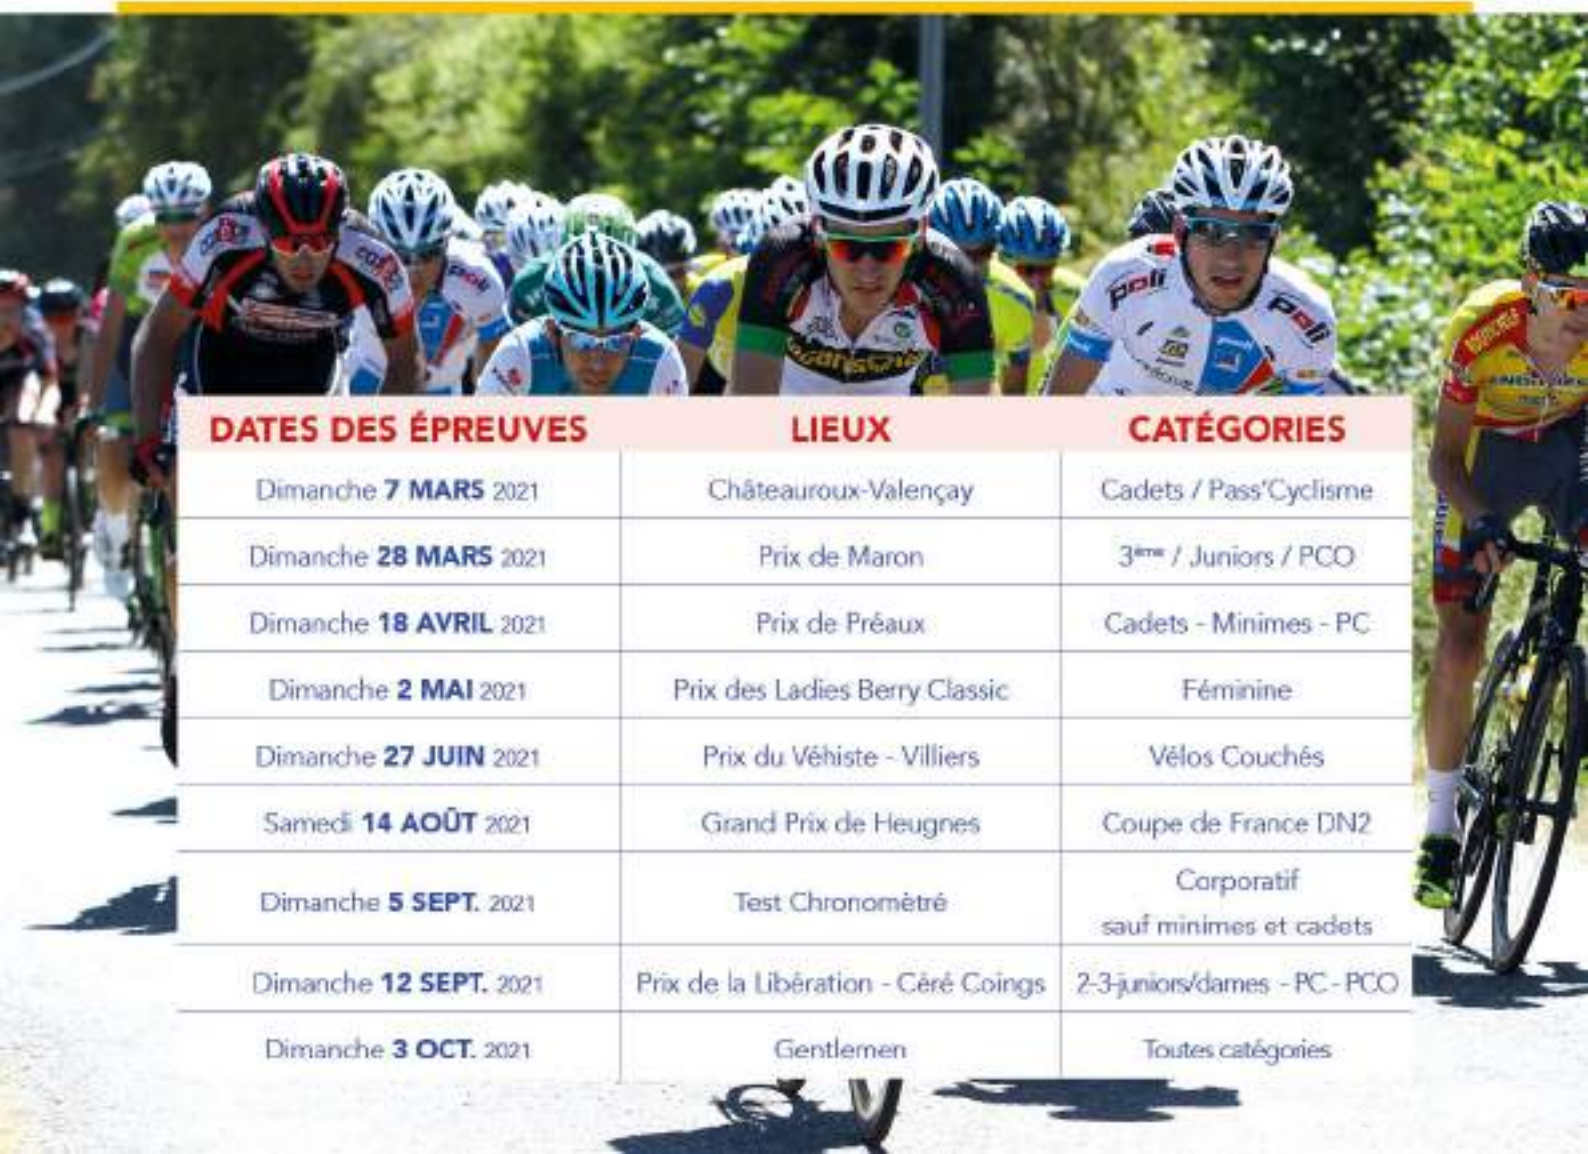 DATES DES ÉPREUVES LIEUX CATÉGORIES
Dimanche 7 MARS 2021 Châteauroux-Valençay Cadets / Pass'Cyclisme
Dimanche 28 MARS 2021 Prix de Maron 3ème / Juniors / PCO
Dimanche 18 AVRIL 2021 Prix de Préaux Cadets - Minimes - PC
Dimanche 2 MAI 2021 Prix des Ladies Berry Classic Féminine
Dimanche 27 JUIN 2021 Prix du Véhiste - Villiers Vélos Couchés
Samedi 14 AOÛT 2021 Grand Prix de Heugnes Coupe de France DN2
Dimanche 5 SEPT. 2021 Test Chronomètré Corporatif
sauf minimes et cadets
Dimanche 12 SEPT. 2021 Prix de la Libération - Céré Coings 2-3-juniors/dames - PC - PCO
Dimanche 3 OCT. 2021 Gentlemen Toutes catégories
poli
poli
poli